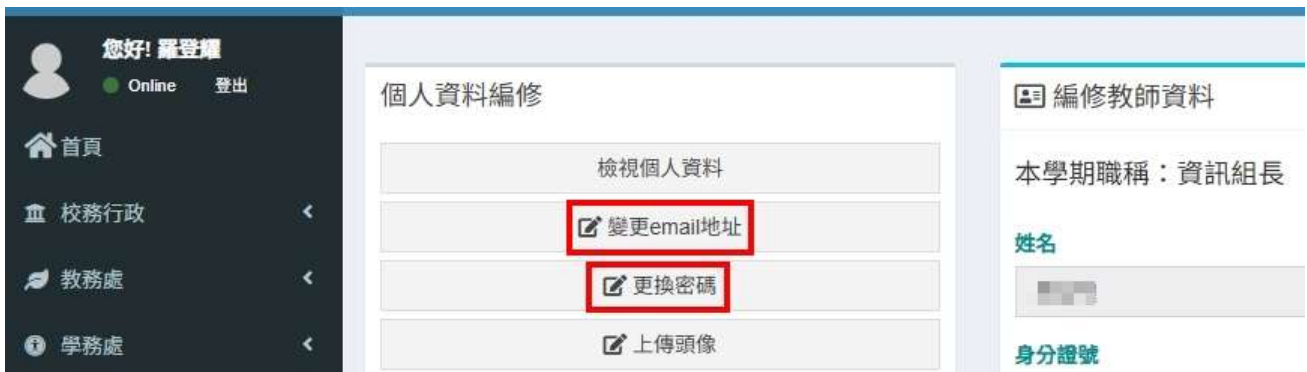 您好! 羅登耀
Online 登出
首頁
校務行政
教務處
學務處
個人資料編修
檢視個人資料
變更email地址
更換密碼
上傳頭像
編修教師資料
本學期職稱：資訊組長
姓名
身分證號